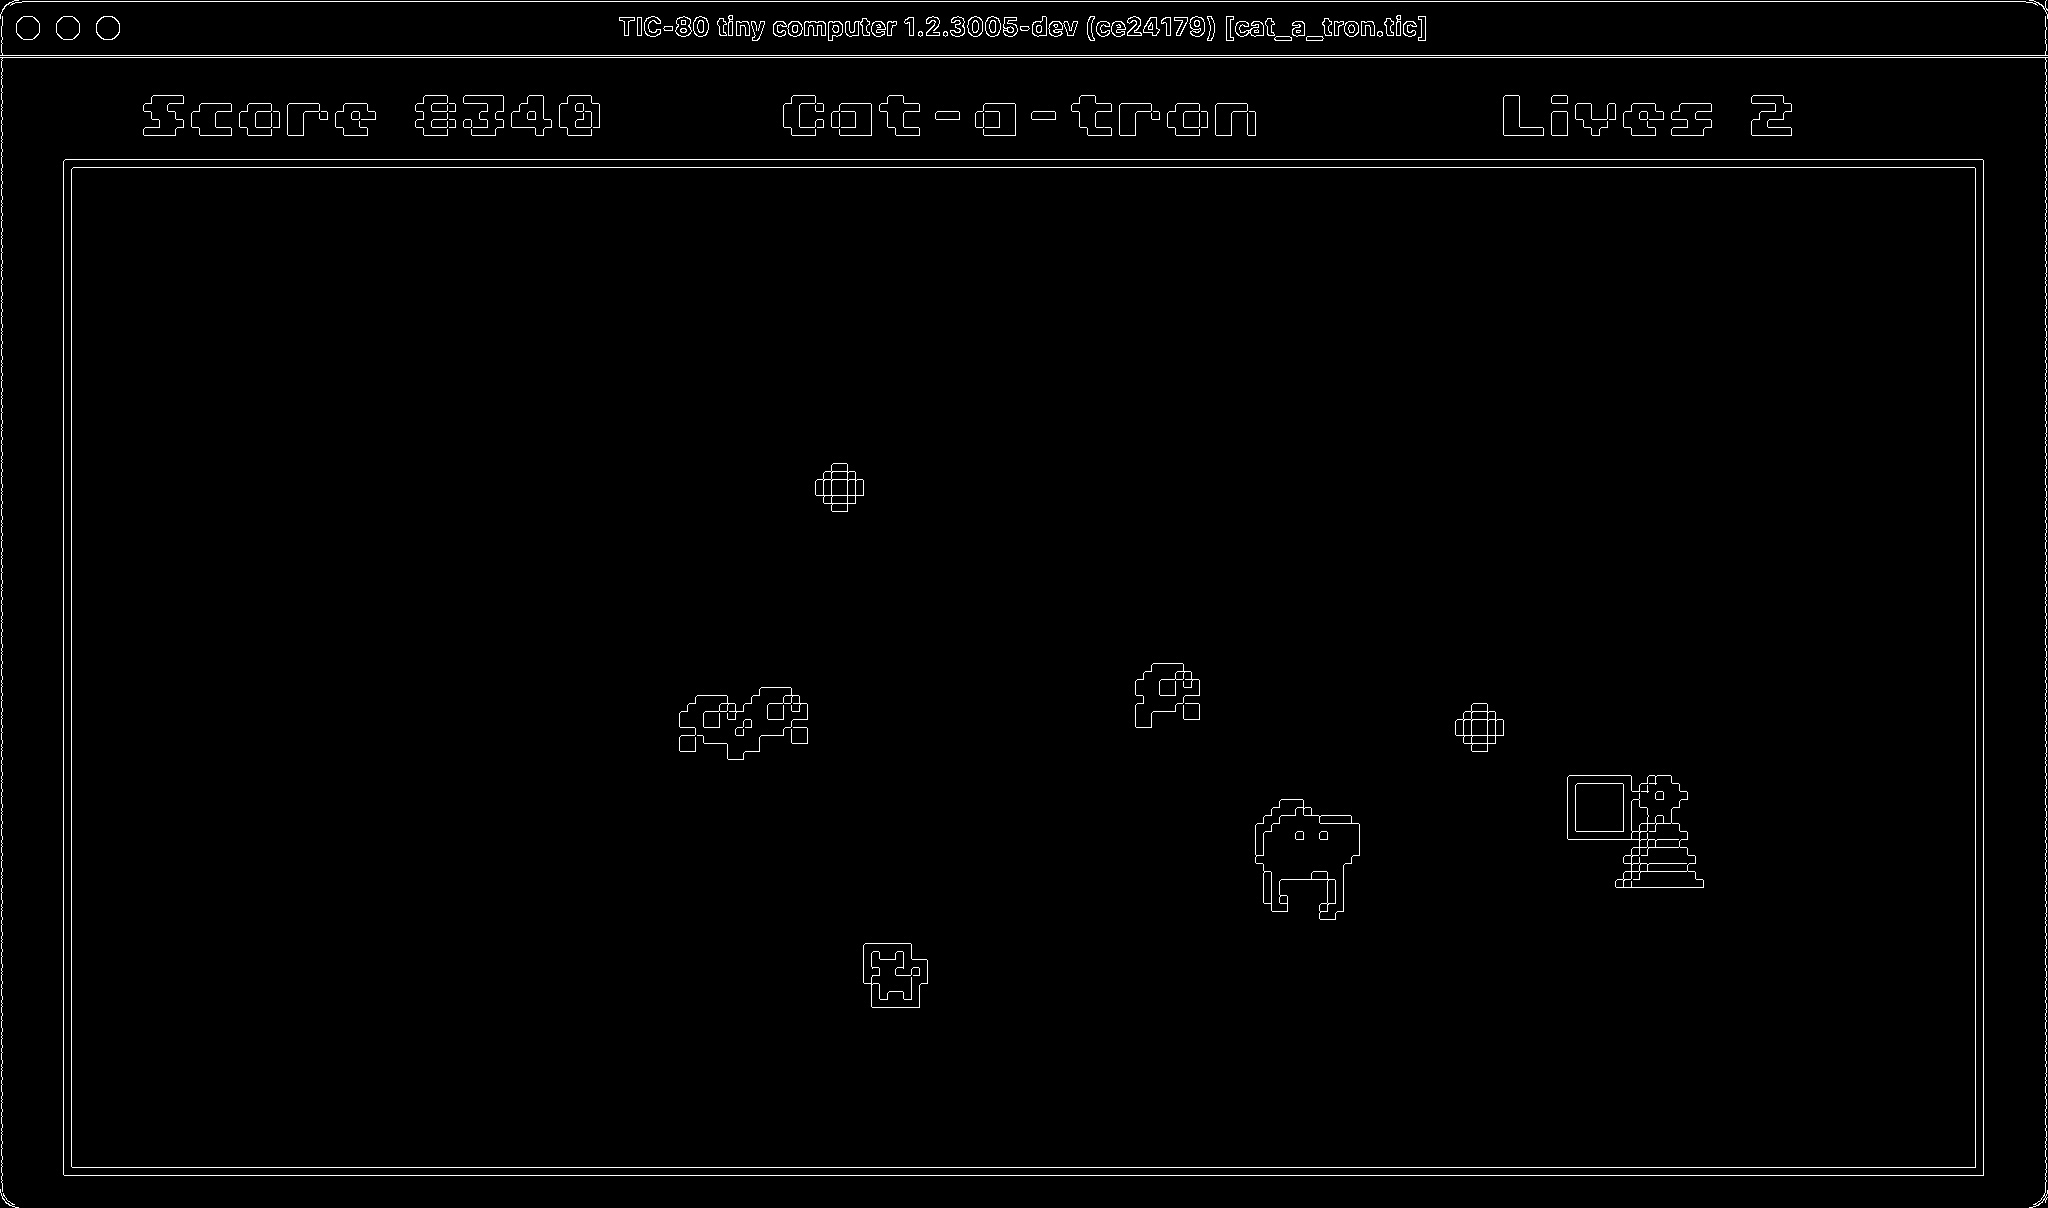 TIC-80 tiny computer 1.2.3005-dev (ce24179) [cat_a_tron.tic]
Score 8340 Cat-a-tron Lives 2